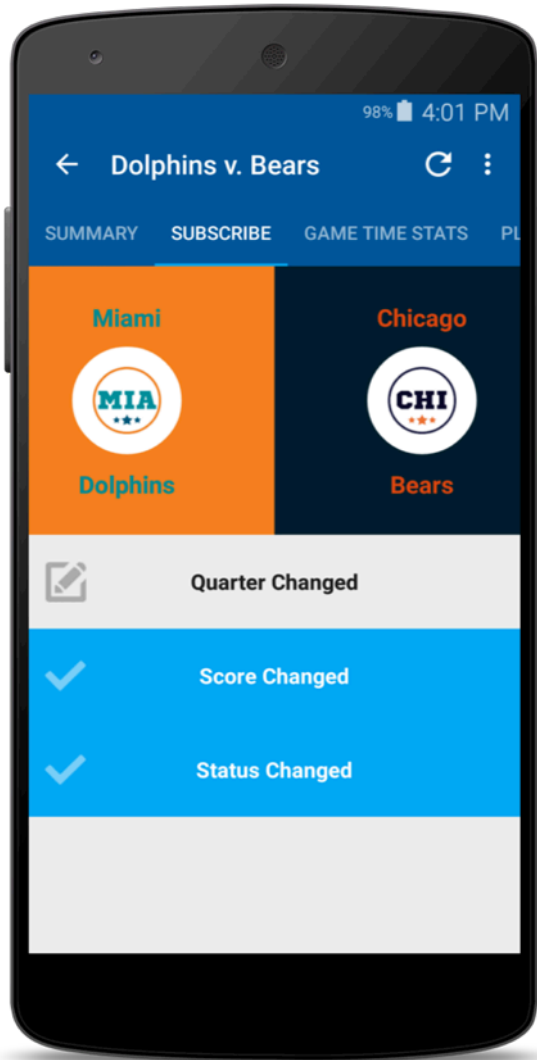 98% 4:01 PM
Dolphins v. Bears
SUMMARY SUBSCRIBE GAME TIME STATS PL
Miami Chicago
MIA CHI
Dolphins Bears
Quarter Changed
Score Changed
Status Changed